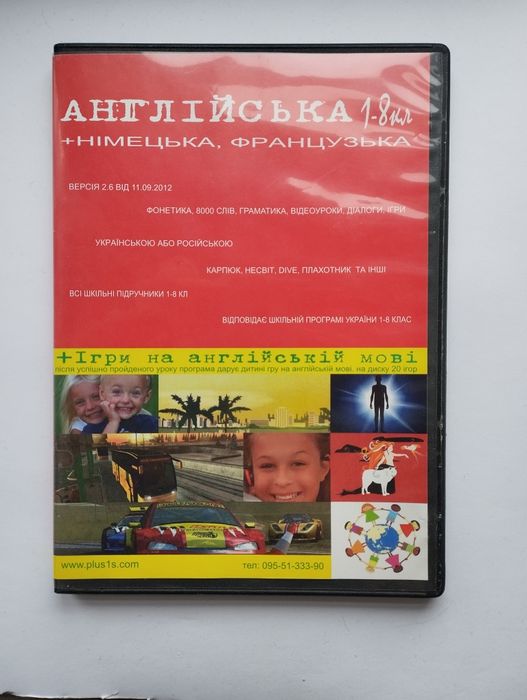 АНГЛІЙСЬКА 1-8кл
+НІМЕЦЬКА, ФРАНЦУЗЬКА
ВЕРСІЯ 2.6 ВІД 11.09.2012
ФОНЕТИКА, 8000 СЛІВ, ГРАМАТИКА, ВІДЕОУРОКИ, ДІАЛОГИ, ІГРИ
УКРАЇНСЬКОЮ АБО РОСІЙСЬКОЮ
КАРПЮК, НЕСВІТ, DIVE, ПЛАХОТНИК ТА ІНШІ
ВСІ ШКІЛЬНІ ПІДРУЧНИКИ 1-8 КЛ
ВІДПОВІДАЄ ШКІЛЬНІЙ ПРОГРАМІ УКРАЇНИ 1-8 КЛАС
+Ігри на англійській мові
після успішно пройденого уроку програма дарує дитині гру на англійській мові. на диску 20 ігор
www.plus1s.com
тел: 095-51-333-90